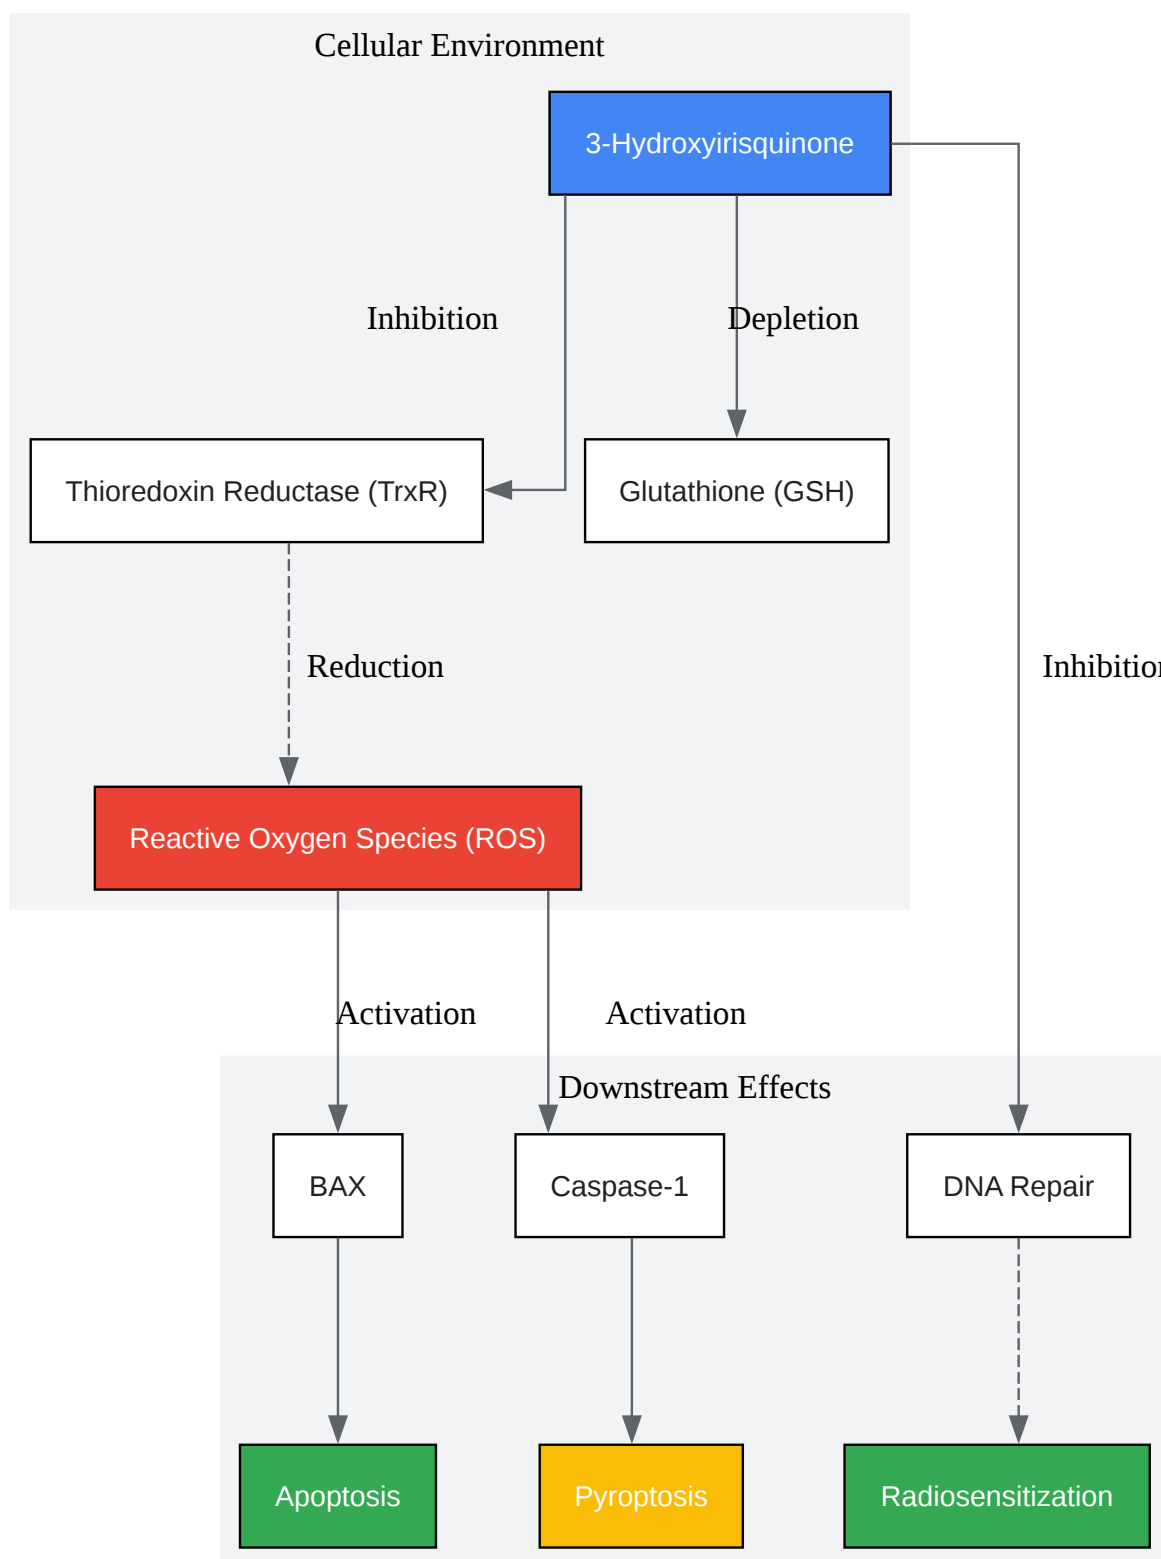 Cellular Environment
3-Hydroxyirisquinone
Inhibition
Depletion
Thioredoxin Reductase (TrxR)
Glutathione (GSH)
Reduction
Inhibition
Reactive Oxygen Species (ROS)
Activation
Activation
Downstream Effects
BAX
Caspase-1
DNA Repair
Apoptosis
Pyroptosis
Radiosensitization